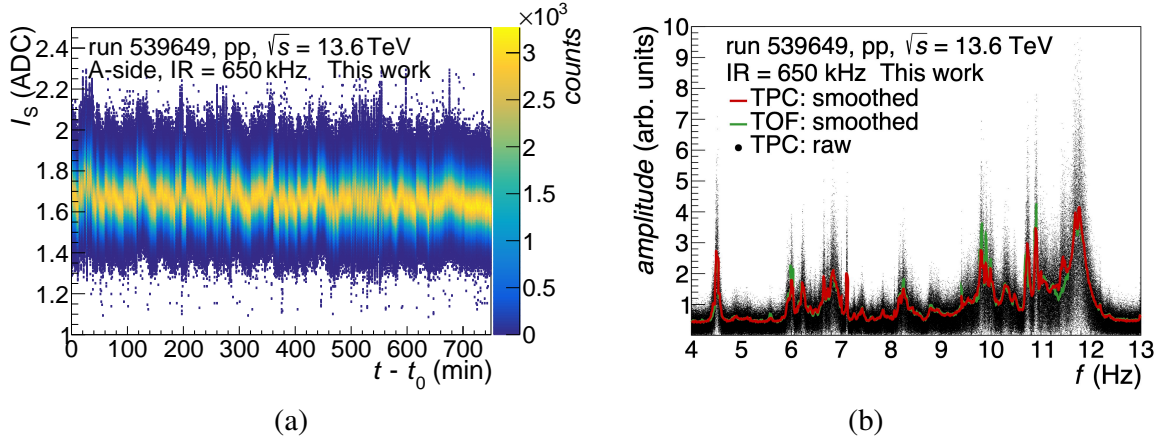 ×10³
run 539649, pp, √s = 13.6 TeV
A-side, IR = 650 kHz This work
I_S (ADC)
2.4
2.2
2
1.8
1.6
1.4
1.2
1
0 100 200 300 400 500 600 700
t - t₀ (min)
counts
3
2.5
2
1.5
1
0.5
0
(a)
run 539649, pp, √s = 13.6 TeV
IR = 650 kHz This work
TPC: smoothed
TOF: smoothed
TPC: raw
amplitude (arb. units)
10
9
8
7
6
5
4
3
2
1
4 5 6 7 8 9 10 11 12 13
f (Hz)
(b)